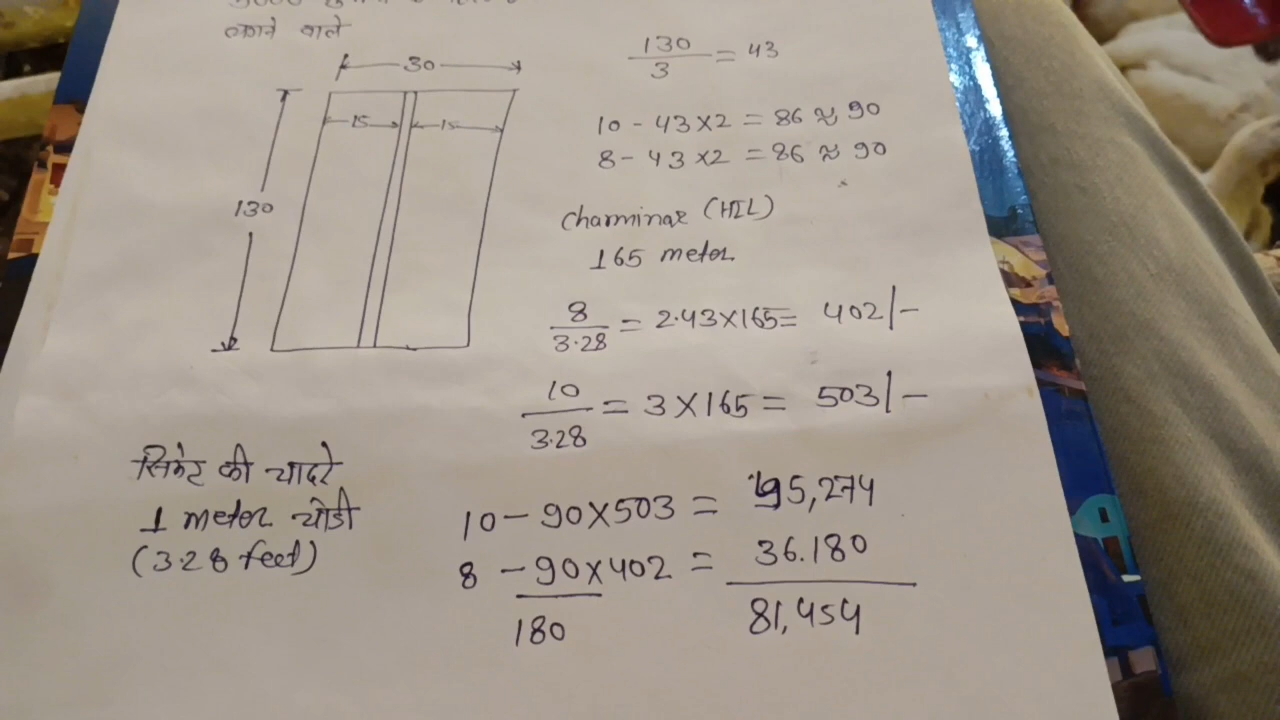 लगाने वाले
30
15 15
130
130/3 = 43
10 - 43×2 = 86 ≈ 90
8 - 43×2 = 86 ≈ 90
Charminar (HIL)
165 meter
8/3.28 = 2.43×165 = 402/-
10/3.28 = 3×165 = 503/-
सिमेंट की चादरे
1 meter चोडी
(3.28 feet)
10 - 90×503 = 45,274
8 - 90×402 = 36.180
180 81,454